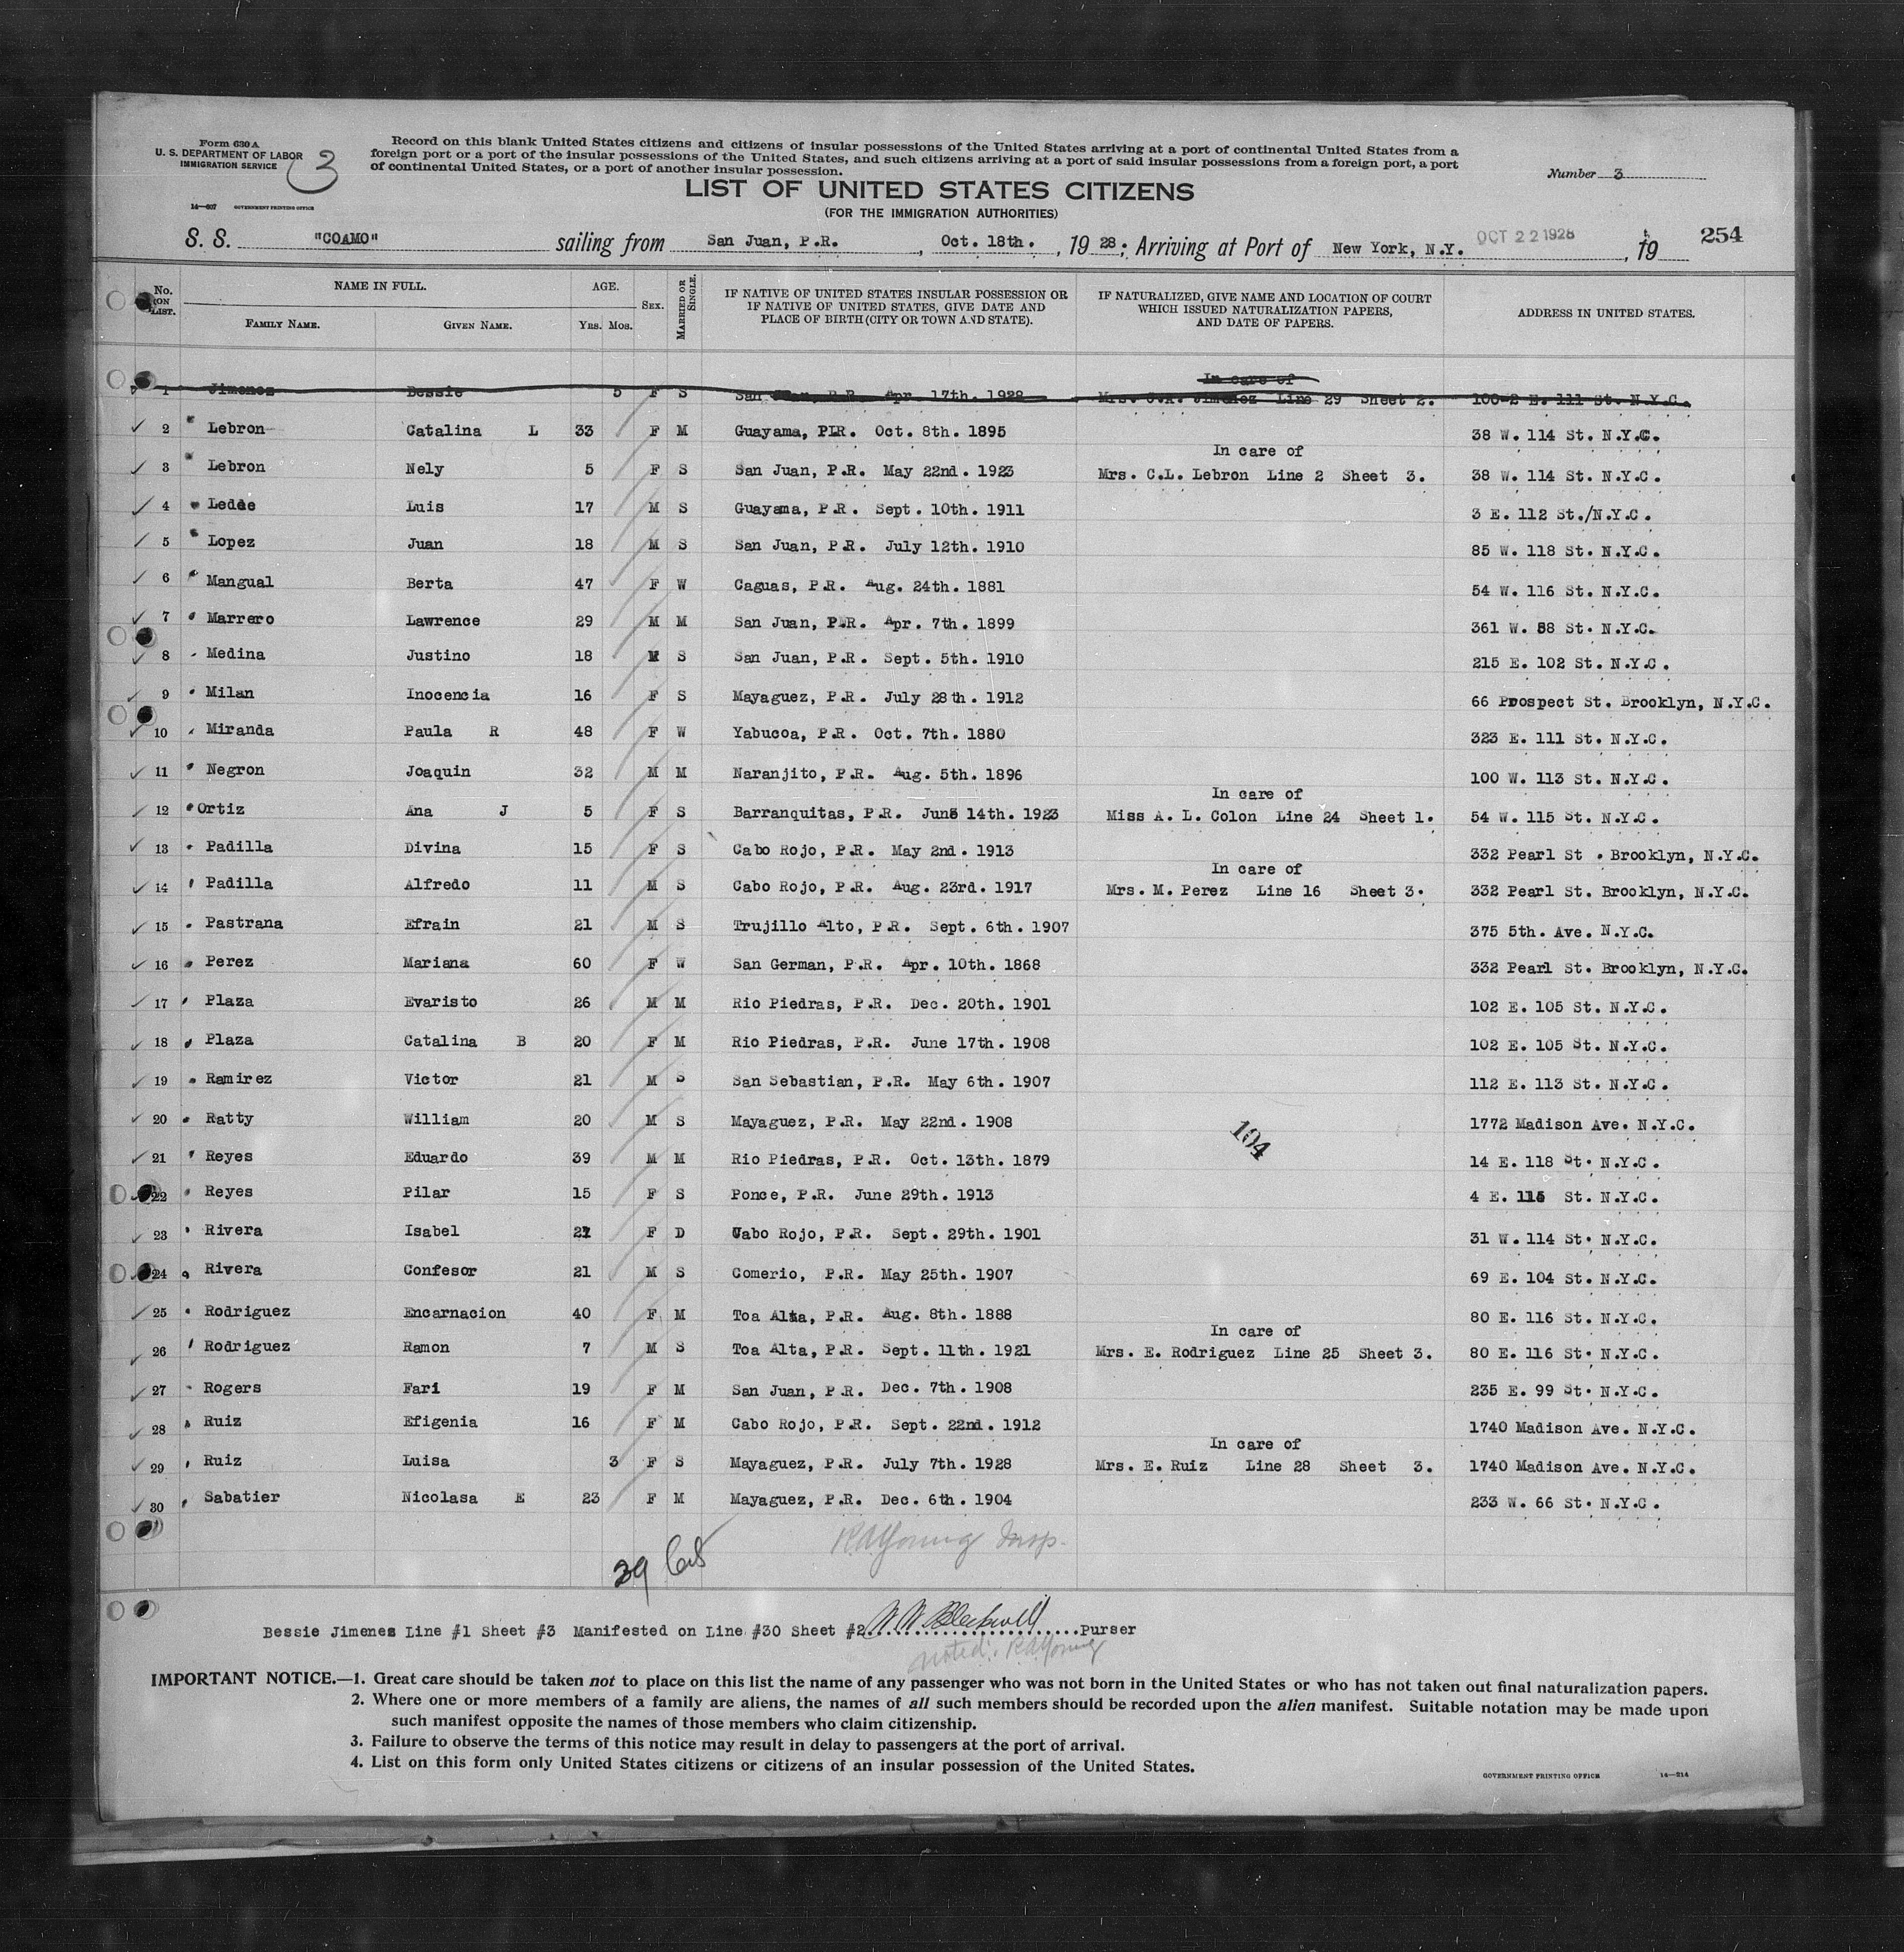 Form 630 A
U. S. DEPARTMENT OF LABOR
IMMIGRATION SERVICE
3
14—607 GOVERNMENT PRINTING OFFICE
Record on this blank United States citizens and citizens of insular possessions of the United States arriving at a port of continental United States from a
foreign port or a port of the insular possessions of the United States, and such citizens arriving at a port of said insular possessions from a foreign port, a port
of continental United States, or a port of another insular possession.
Number 3
LIST OF UNITED STATES CITIZENS
(FOR THE IMMIGRATION AUTHORITIES)
S. S. "COAMO" sailing from San Juan, P.R. , Oct. 18th. , 19 28 ; Arriving at Port of New York, N.Y. OCT 22 1928 , 19 254
No. ON LIST. NAME IN FULL. FAMILY NAME. GIVEN NAME. AGE. YRS. MOS. SEX. MARRIED OR SINGLE. IF NATIVE OF UNITED STATES INSULAR POSSESSION OR IF NATIVE OF UNITED STATES, GIVE DATE AND PLACE OF BIRTH (CITY OR TOWN AND STATE). IF NATURALIZED, GIVE NAME AND LOCATION OF COURT WHICH ISSUED NATURALIZATION PAPERS, AND DATE OF PAPERS. ADDRESS IN UNITED STATES.
In care of
1 Jimenez Bessie 5 F S San Juan, P.R. Apr. 17th. 1928 Mrs. C.R. Jimenez Line 29 Sheet 2. 100-2 E. 111 St. N.Y.C.
2 Lebron Catalina L 33 F M Guayama, P.R. Oct. 8th. 1895 38 W. 114 St. N.Y.C.
In care of
3 Lebron Nely 5 F S San Juan, P.R. May 22nd. 1923 Mrs. C.L. Lebron Line 2 Sheet 3. 38 W. 114 St. N.Y.C.
4 Ledee Luis 17 M S Guayama, P.R. Sept. 10th. 1911 3 E. 112 St./N.Y.C.
5 Lopez Juan 18 M S San Juan, P.R. July 12th. 1910 85 W. 118 St. N.Y.C.
6 Mangual Berta 47 F W Caguas, P.R. Aug. 24th. 1881 54 W. 116 St. N.Y.C.
7 Marrero Lawrence 29 M M San Juan, P.R. Apr. 7th. 1899 361 W. 58 St. N.Y.C.
8 Medina Justino 18 M S San Juan, P.R. Sept. 5th. 1910 215 E. 102 St. N.Y.C.
9 Milan Inocencia 16 F S Mayaguez, P.R. July 28th. 1912 66 Prospect St. Brooklyn, N.Y.C.
10 Miranda Paula R 48 F W Yabucoa, P.R. Oct. 7th. 1880 323 E. 111 St. N.Y.C.
11 Negron Joaquin 32 M M Naranjito, P.R. Aug. 5th. 1896 100 W. 113 St. N.Y.C.
In care of
12 Ortiz Ana J 5 F S Barranquitas, P.R. June 14th. 1923 Miss A. L. Colon Line 24 Sheet 1. 54 W. 115 St. N.Y.C.
13 Padilla Divina 15 F S Cabo Rojo, P.R. May 2nd. 1913 332 Pearl St . Brooklyn, N.Y.C.
In care of
14 Padilla Alfredo 11 M S Cabo Rojo, P.R. Aug. 23rd. 1917 Mrs. M. Perez Line 16 Sheet 3. 332 Pearl St. Brooklyn, N.Y.C.
15 Pastrana Efrain 21 M S Trujillo Alto, P.R. Sept. 6th. 1907 375 5th. Ave. N.Y.C.
16 Perez Mariana 60 F W San German, P.R. Apr. 10th. 1868 332 Pearl St. Brooklyn, N.Y.C.
17 Plaza Evaristo 26 M M Rio Piedras, P.R. Dec. 20th. 1901 102 E. 105 St. N.Y.C.
18 Plaza Catalina B 20 F M Rio Piedras, P.R. June 17th. 1908 102 E. 105 St. N.Y.C.
19 Ramirez Victor 21 M S San Sebastian, P.R. May 6th. 1907 112 E. 113 St. N.Y.C.
20 Ratty William 20 M S Mayaguez, P.R. May 22nd. 1908 1772 Madison Ave. N.Y.C.
104
21 Reyes Eduardo 39 M M Rio Piedras, P.R. Oct. 13th. 1879 14 E. 118 St. N.Y.C.
22 Reyes Pilar 15 F S Ponce, P.R. June 29th. 1913 4 E. St. N.Y.C.
23 Rivera Isabel 27 F D Cabo Rojo, P.R. Sept. 29th. 1901 31 W. 114 St. N.Y.C.
24 Rivera Confesor 21 M S Comerio, P.R. May 25th. 1907 69 E. 104 St. N.Y.C.
25 Rodriguez Encarnacion 40 F M Toa Alta, P.R. Aug. 8th. 1888 80 E. 116 St. N.Y.C.
In care of
26 Rodriguez Ramon 7 M S Toa Alta, P.R. Sept. 11th. 1921 Mrs. E. Rodriguez Line 25 Sheet 3. 80 E. 116 St. N.Y.C.
27 Rogers Fari 19 F M San Juan, P.R. Dec. 7th. 1908 235 E. 99 St. N.Y.C.
28 Ruiz Efigenia 16 F M Cabo Rojo, P.R. Sept. 22nd. 1912 1740 Madison Ave. N.Y.C.
In care of
29 Ruiz Luisa 3 F S Mayaguez, P.R. July 7th. 1928 Mrs. E. Ruiz Line 28 Sheet 3. 1740 Madison Ave. N.Y.C.
30 Sabatier Nicolasa E 23 F M Mayaguez, P.R. Dec. 6th. 1904 233 W. 66 St. N.Y.C.
RAYoung Insp.
Bessie Jimenes Line #1 Sheet #3 Manifested on Line #30 Sheet #2 Purser
noted: RAYoung
IMPORTANT NOTICE.—1. Great care should be taken not to place on this list the name of any passenger who was not born in the United States or who has not taken out final naturalization papers.
2. Where one or more members of a family are aliens, the names of all such members should be recorded upon the alien manifest. Suitable notation may be made upon
such manifest opposite the names of those members who claim citizenship.
3. Failure to observe the terms of this notice may result in delay to passengers at the port of arrival.
4. List on this form only United States citizens or citizens of an insular possession of the United States.
GOVERNMENT PRINTING OFFICE 14—214